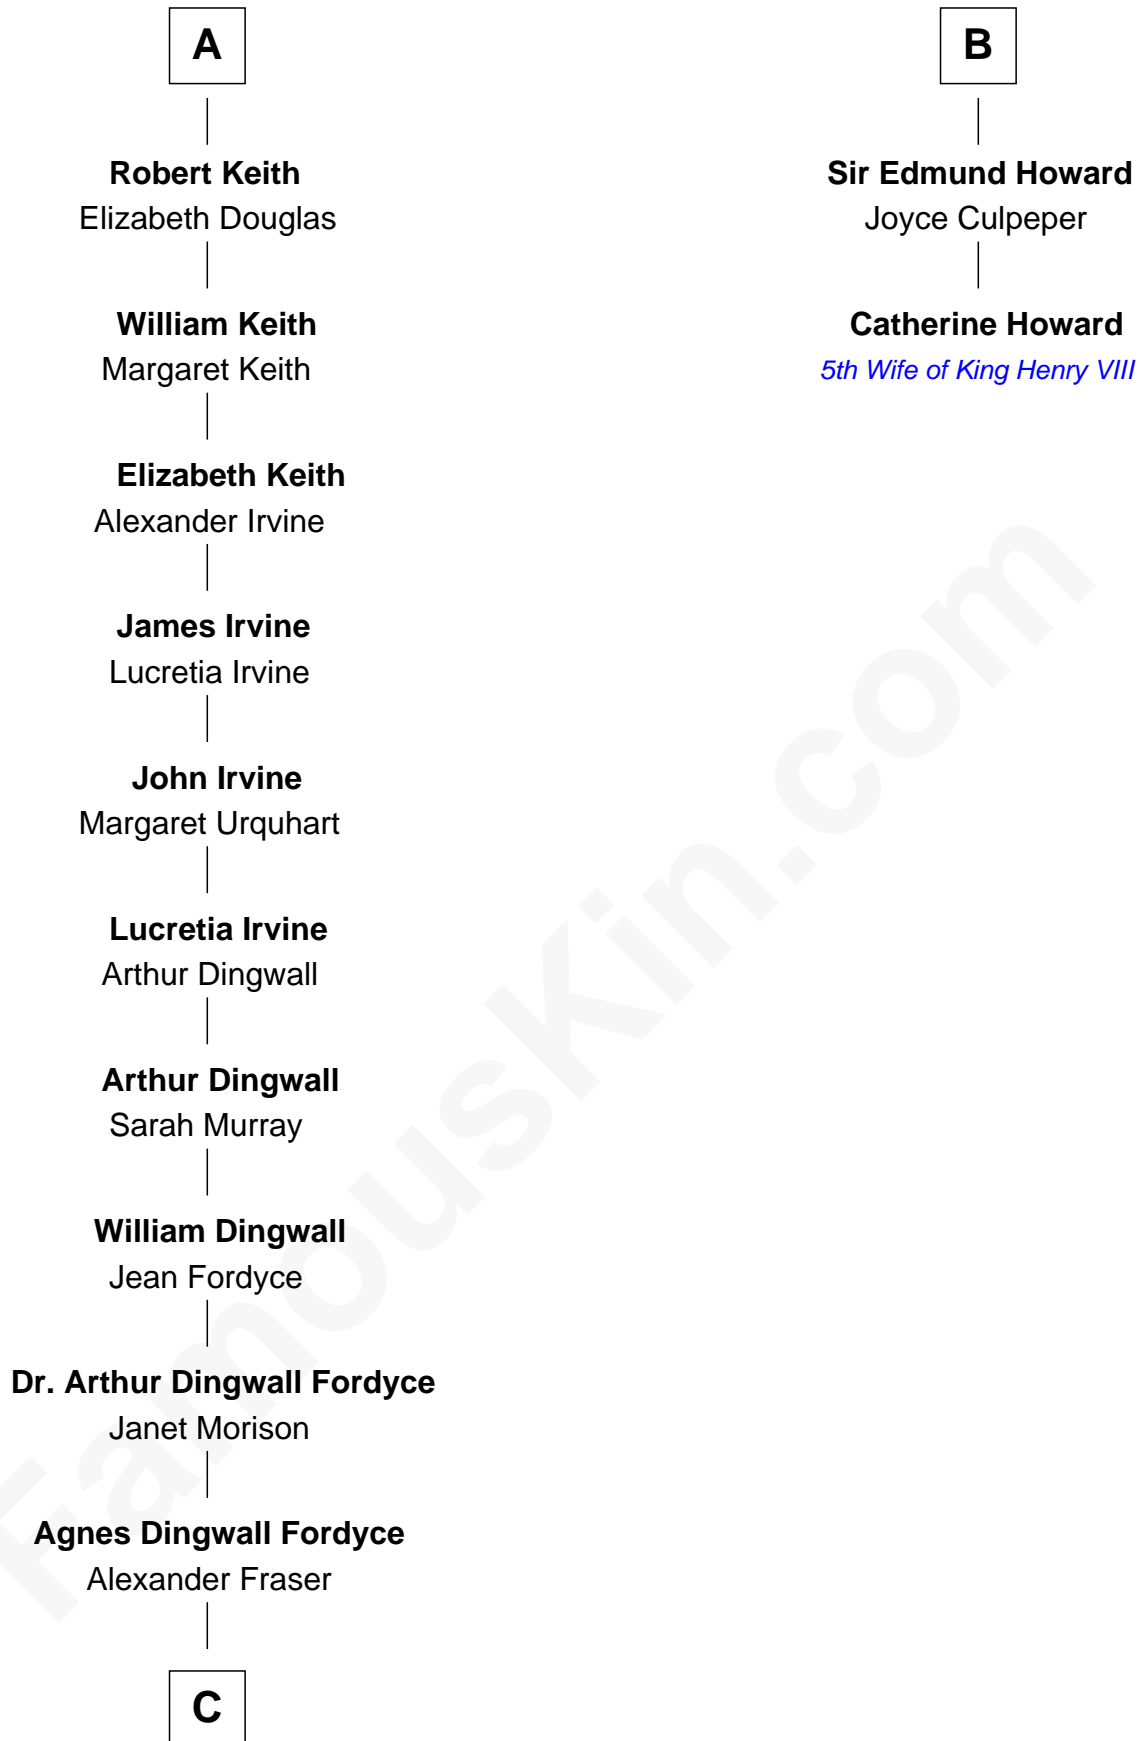 A
Robert Keith
Elizabeth Douglas
William Keith
Margaret Keith
Elizabeth Keith
Alexander Irvine
James Irvine
Lucretia Irvine
John Irvine
Margaret Urquhart
Lucretia Irvine
Arthur Dingwall
Arthur Dingwall
Sarah Murray
William Dingwall
Jean Fordyce
Dr. Arthur Dingwall Fordyce
Janet Morison
Agnes Dingwall Fordyce
Alexander Fraser
C
B
Sir Edmund Howard
Joyce Culpeper
Catherine Howard
5th Wife of King Henry VIII
FamousKin.com